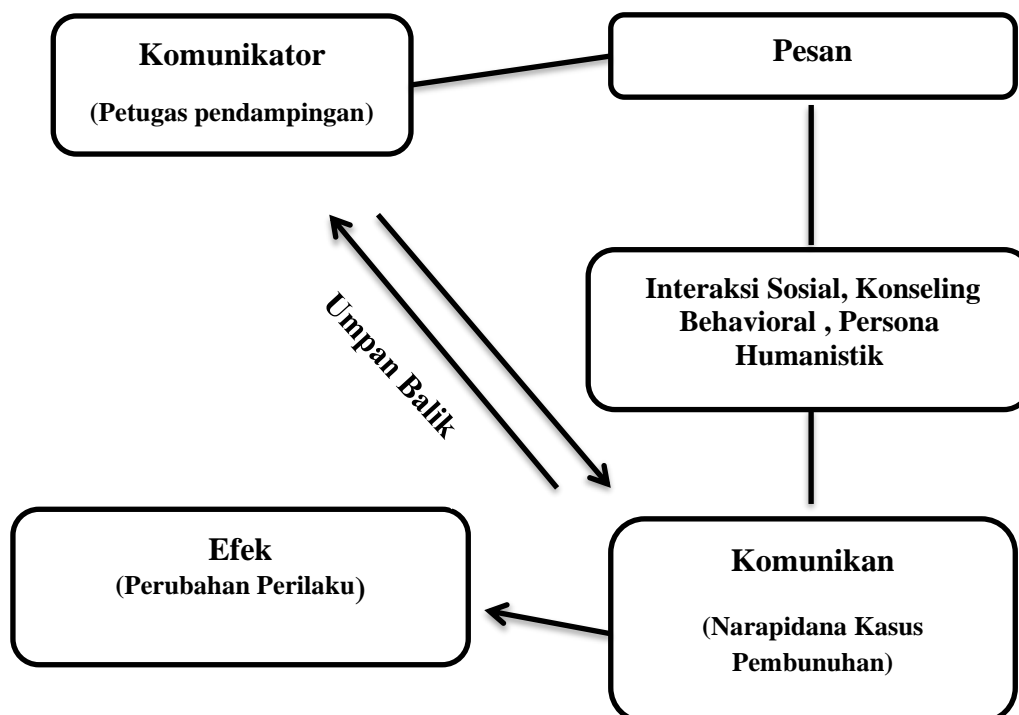 Komunikator
(Petugas pendampingan)
Pesan
Interaksi Sosial, Konseling
Behavioral , Persona
Humanistik
Umpan Balik
Efek
(Perubahan Perilaku)
Komunikan
(Narapidana Kasus
Pembunuhan)